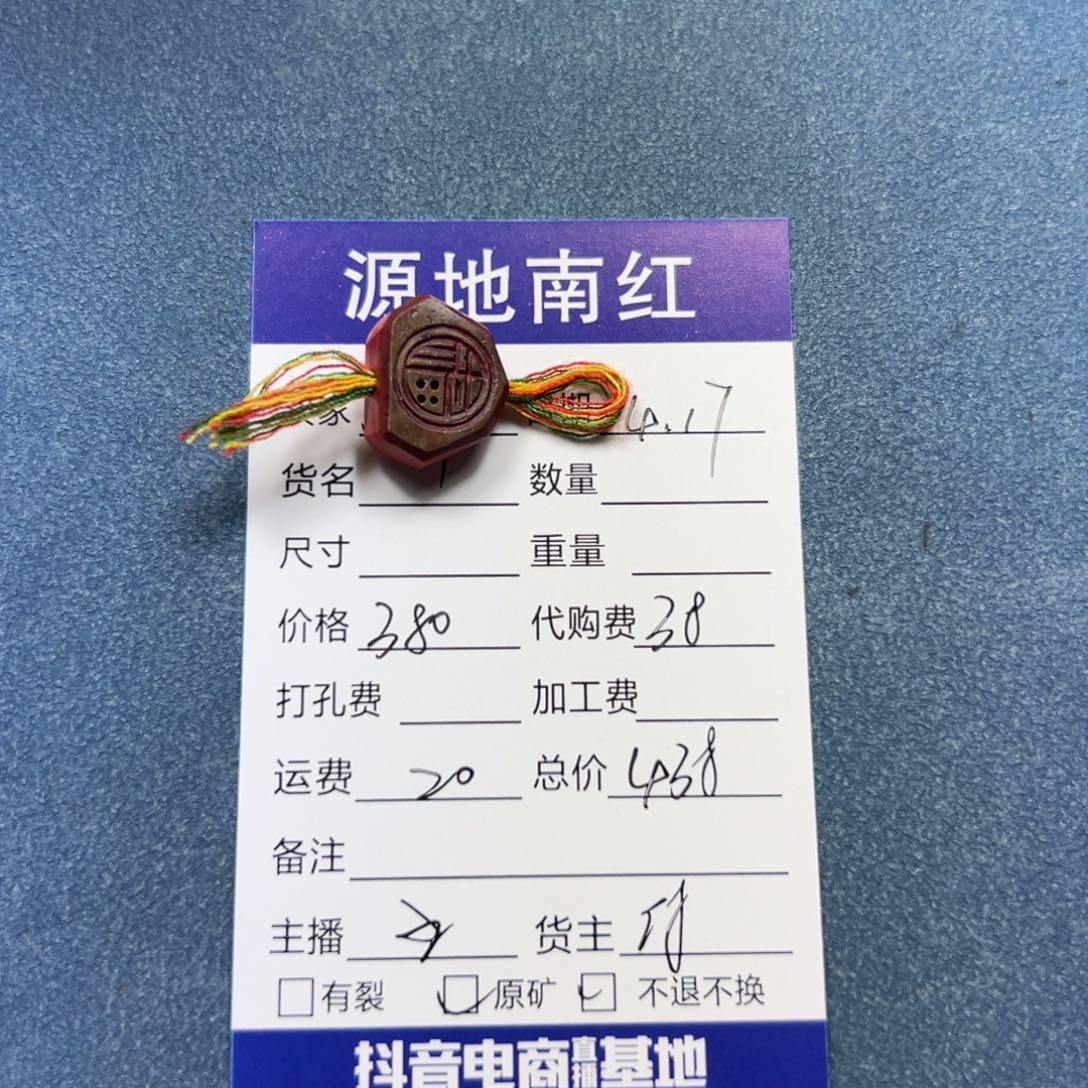 源地南红
4.17
货名 数量
尺寸 重量
价格 380 代购费 38
打孔费 加工费
运费 20 总价 438
备注
主播 货主
有裂 原矿 不退不换
抖音电商直播基地